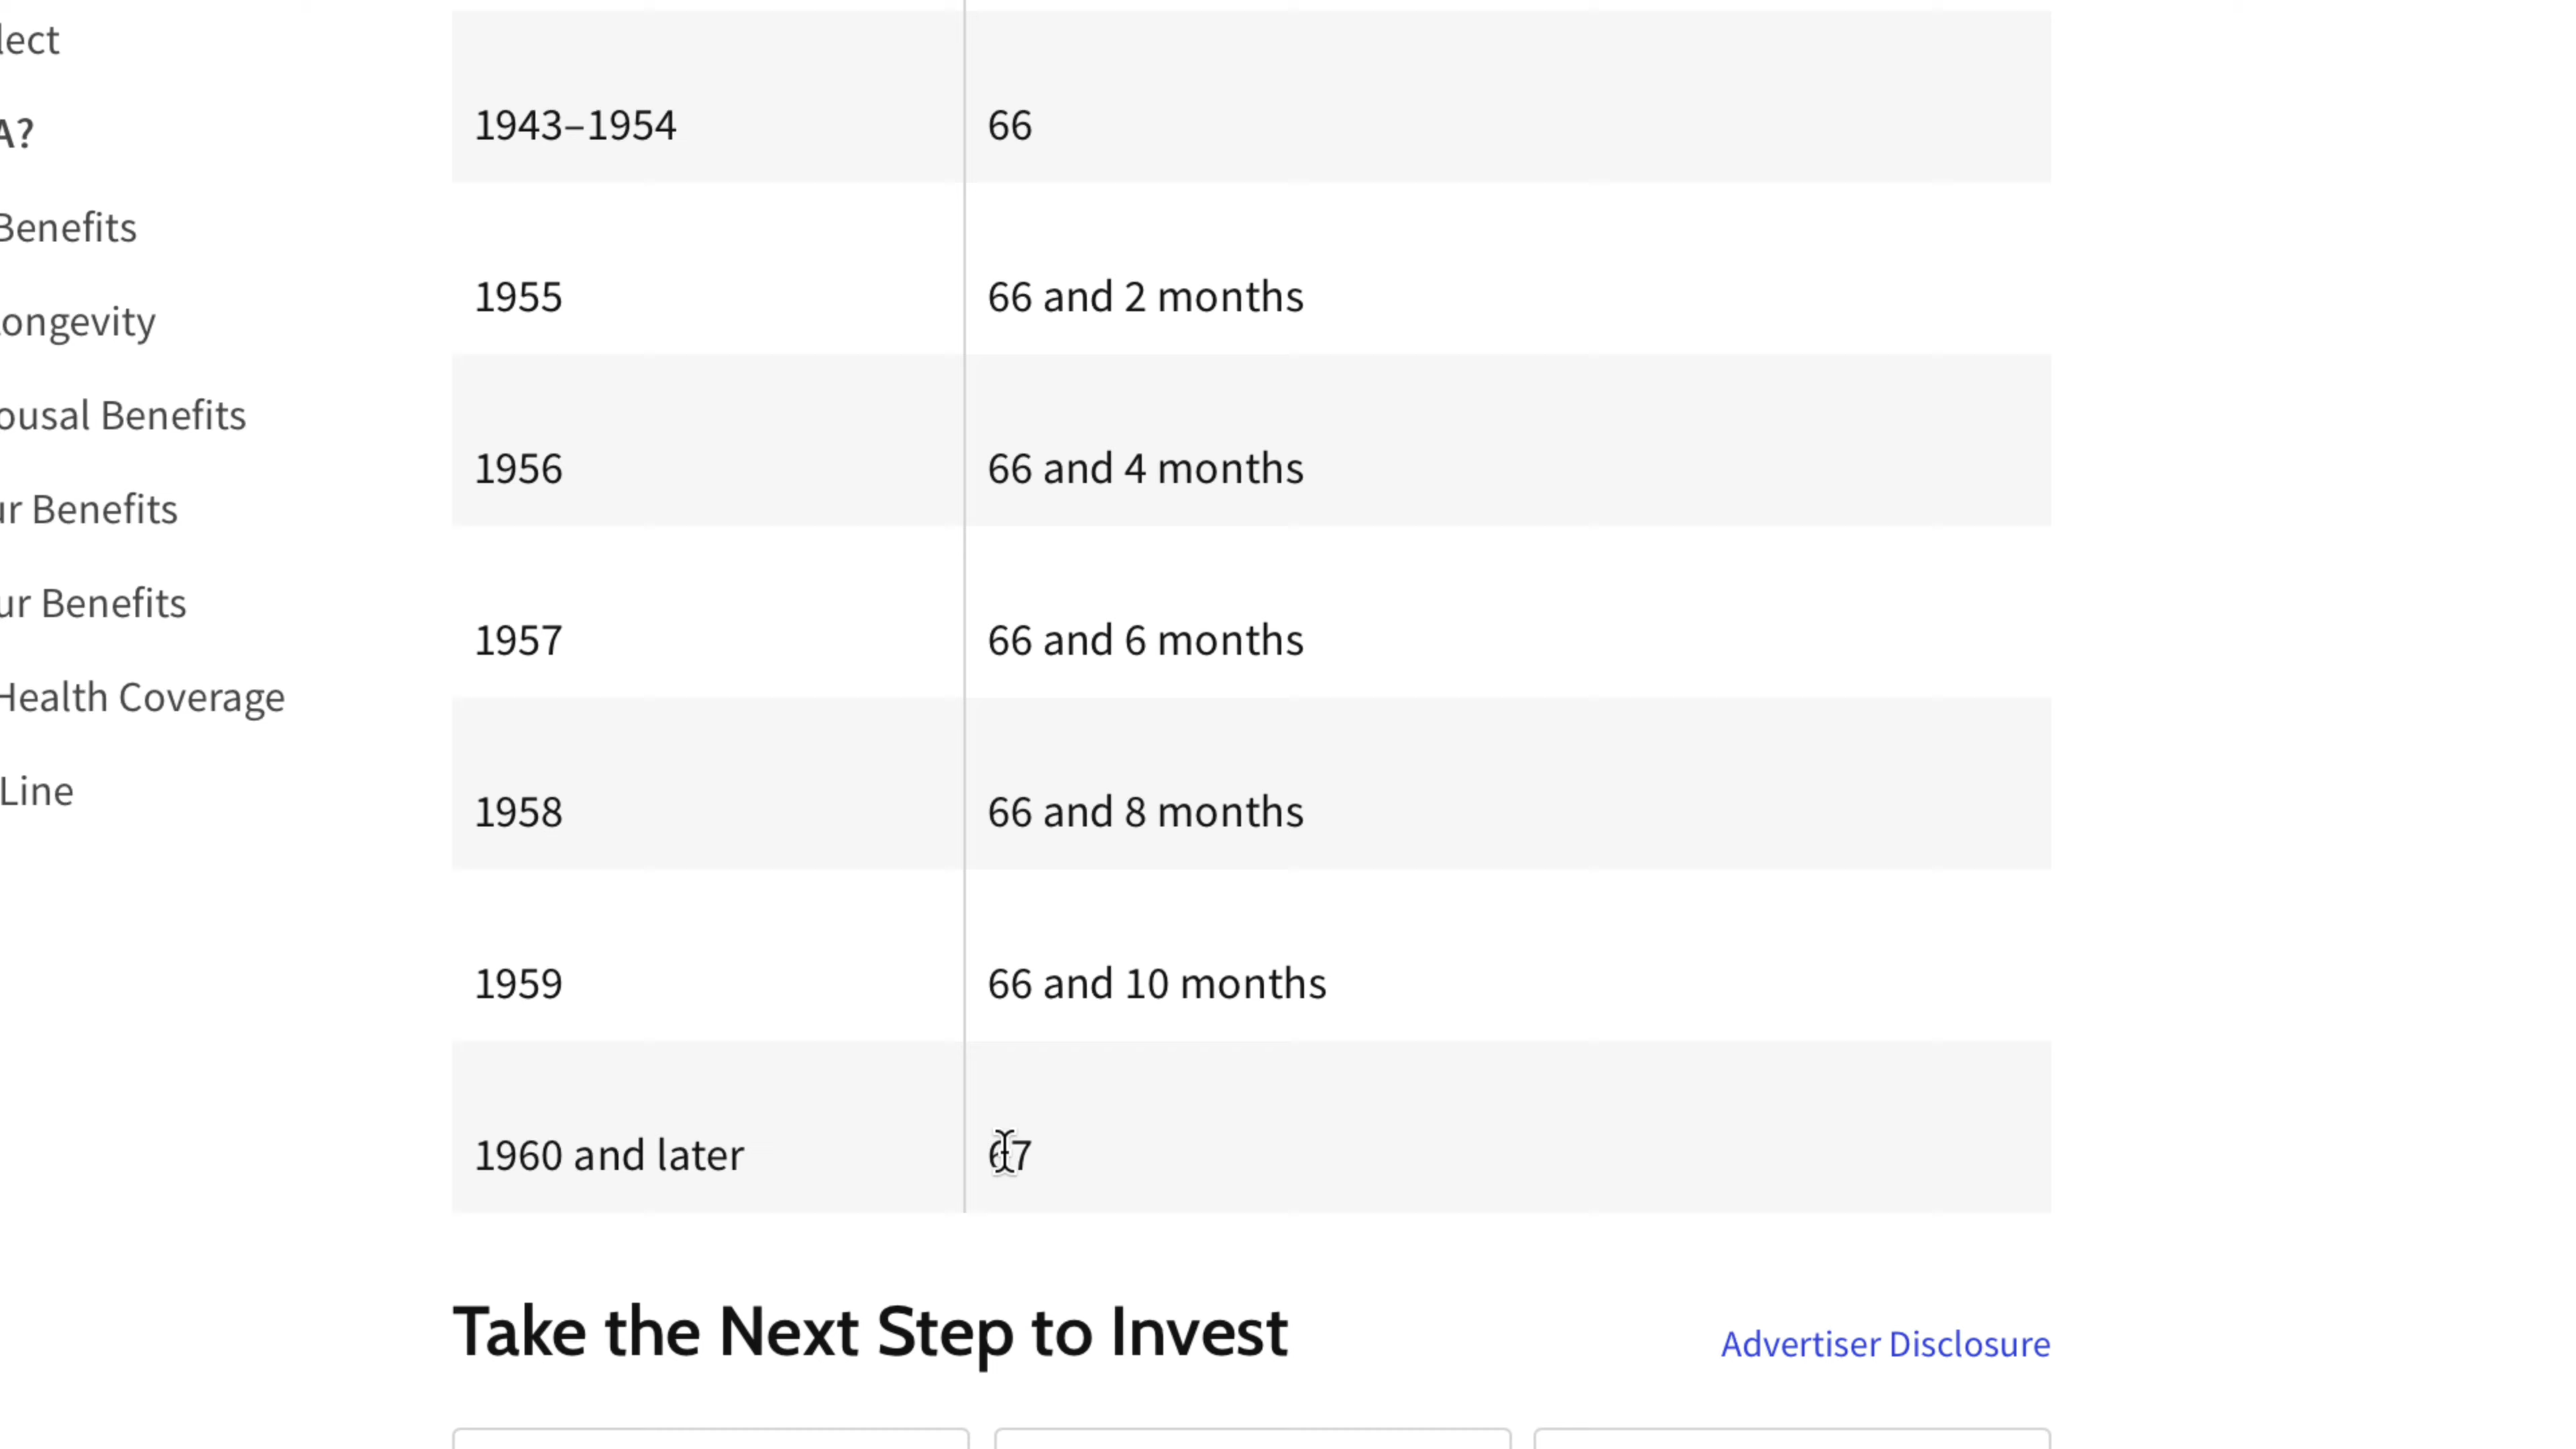 lect
A?
Benefits
ongevity
ousal Benefits
ur Benefits
ur Benefits
Health Coverage
Line
1943–1954 66
1955 66 and 2 months
1956 66 and 4 months
1957 66 and 6 months
1958 66 and 8 months
1959 66 and 10 months
1960 and later 67
Take the Next Step to Invest
Advertiser Disclosure